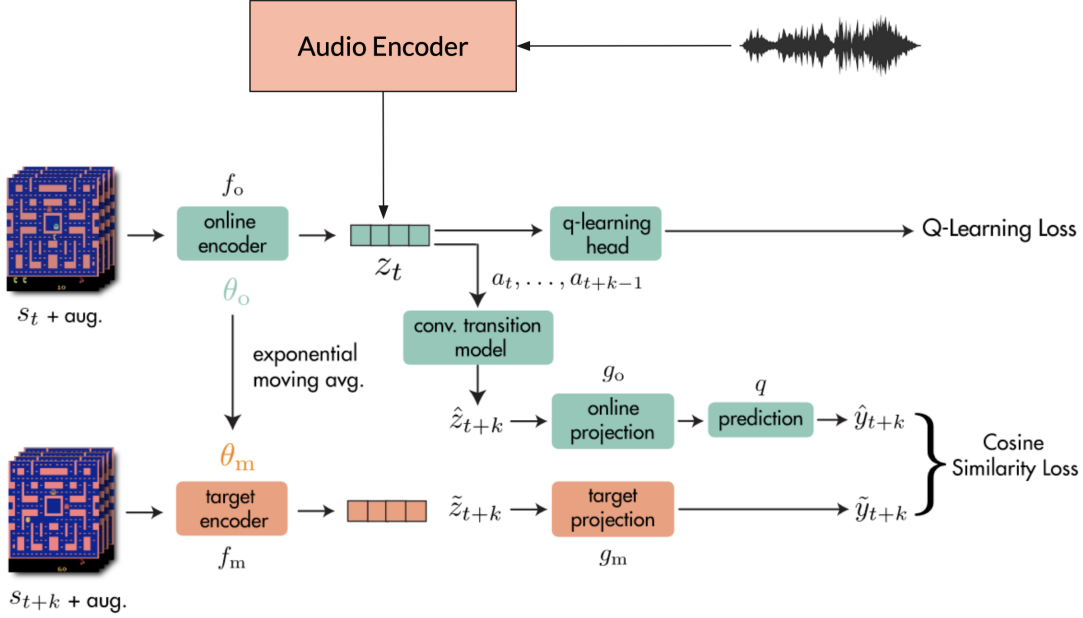 Audio Encoder
f_o
online
encoder
z_t
q-learning
head
Q-Learning Loss
10
s_t + aug.
θ_o
a_t, . . . , a_{t+k−1}
conv. transition
model
exponential
moving avg.
g_o
q
ẑ_{t+k}
online
projection
prediction
ŷ_{t+k}
Cosine
Similarity Loss
θ_m
target
encoder
z̃_{t+k}
target
projection
ỹ_{t+k}
f_m
g_m
60
s_{t+k} + aug.